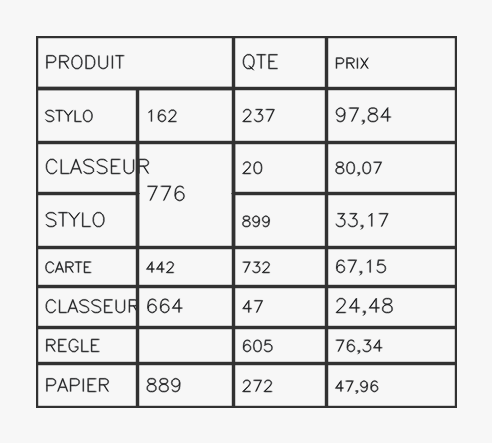 PRODUIT QTE PRIX
STYLO 162 237 97,84
CLASSEUR 776 20 80,07
STYLO 899 33,17
CARTE 442 732 67,15
CLASSEUR 664 47 24,48
REGLE 605 76,34
PAPIER 889 272 47,96